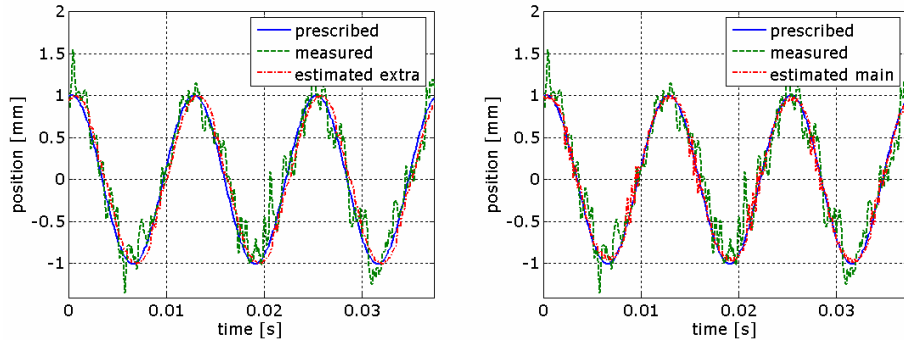 2
1.5
1
0.5
0
-0.5
-1
position [mm]
prescribed
measured
estimated extra
0
0.01
0.02
0.03
time [s]
2
1.5
1
0.5
0
-0.5
-1
position [mm]
prescribed
measured
estimated main
0
0.01
0.02
0.03
time [s]